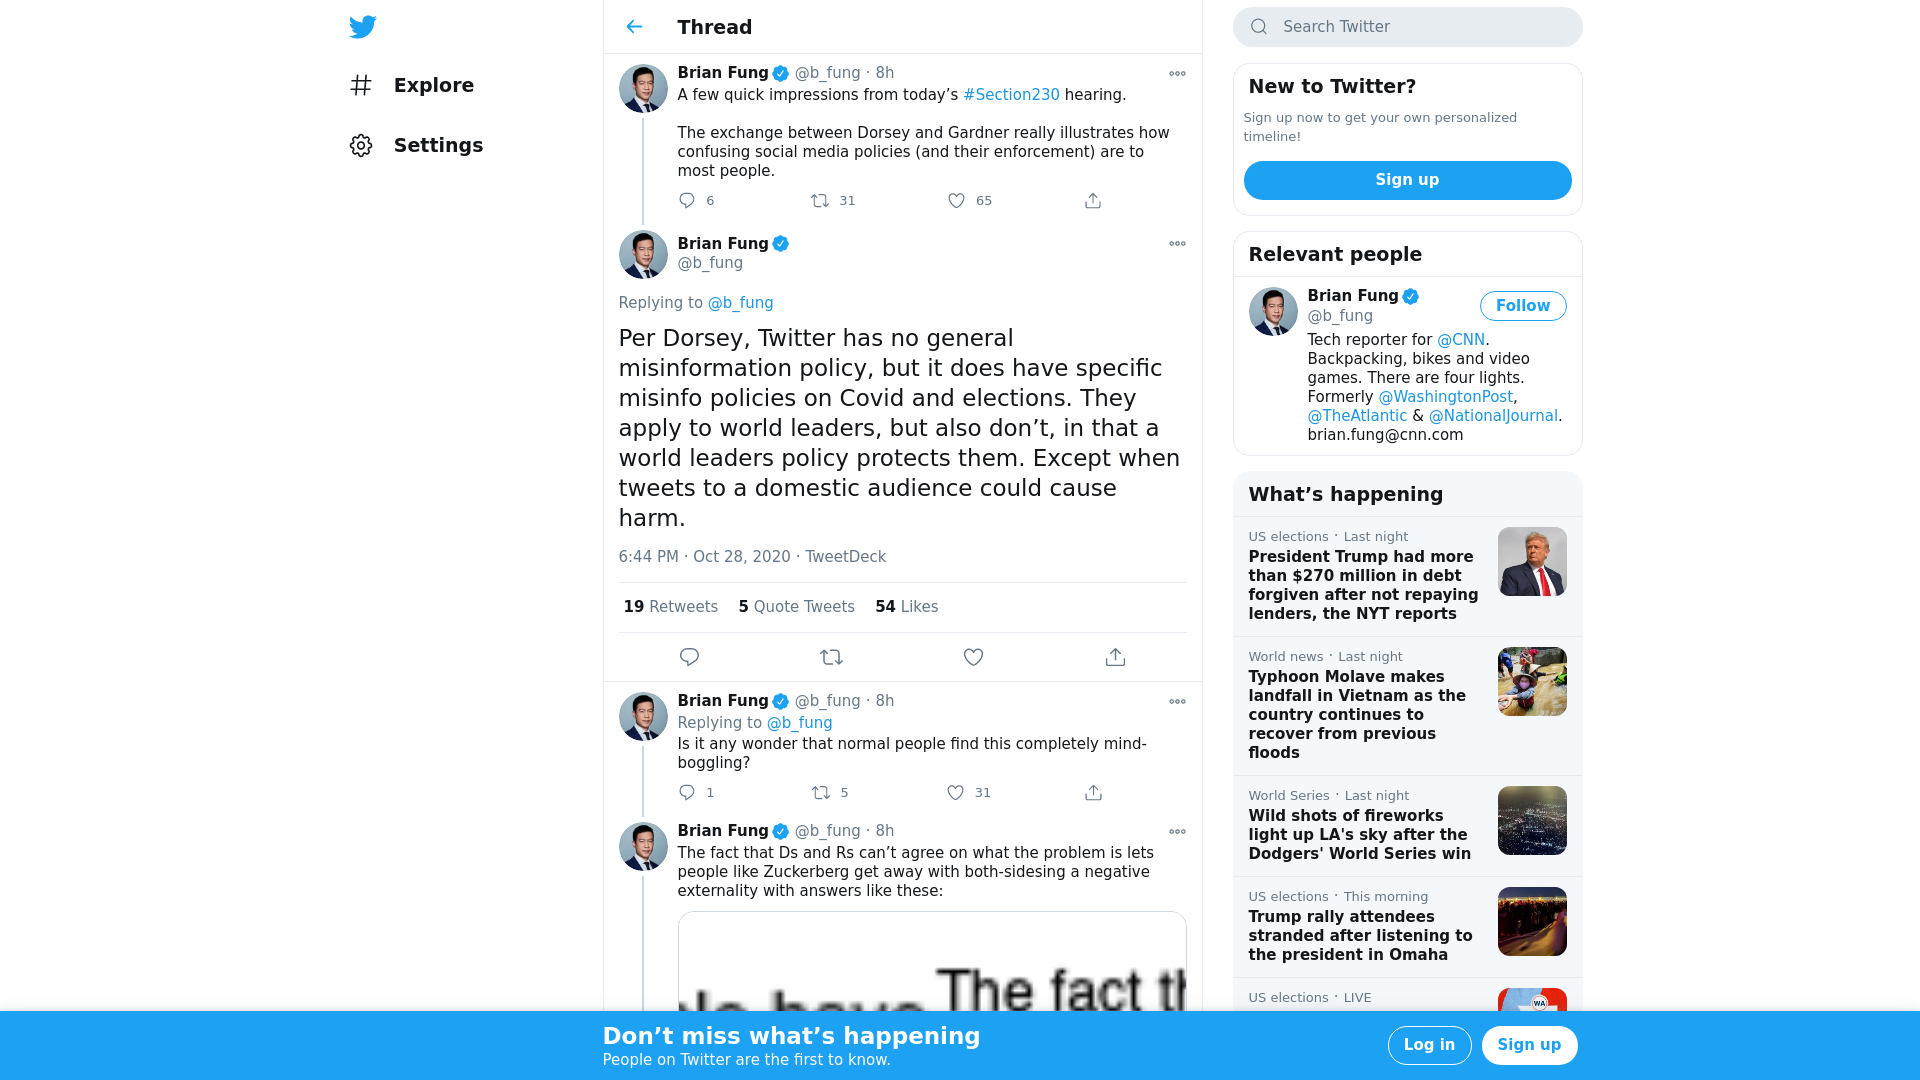 Explore
Settings
Thread
Brian Fung @b_fung · 8h
A few quick impressions from today’s #Section230 hearing.
The exchange between Dorsey and Gardner really illustrates how
confusing social media policies (and their enforcement) are to
most people.
6 31 65
Brian Fung
@b_fung
Replying to @b_fung
Per Dorsey, Twitter has no general
misinformation policy, but it does have specific
misinfo policies on Covid and elections. They
apply to world leaders, but also don’t, in that a
world leaders policy protects them. Except when
tweets to a domestic audience could cause
harm.
6:44 PM · Oct 28, 2020 · TweetDeck
19 Retweets 5 Quote Tweets 54 Likes
Brian Fung @b_fung · 8h
Replying to @b_fung
Is it any wonder that normal people find this completely mind-
boggling?
1 5 31
Brian Fung @b_fung · 8h
The fact that Ds and Rs can’t agree on what the problem is lets
people like Zuckerberg get away with both-sidesing a negative
externality with answers like these:
The fact
Search Twitter
New to Twitter?
Sign up now to get your own personalized
timeline!
Sign up
Relevant people
Brian Fung
@b_fung
Follow
Tech reporter for @CNN.
Backpacking, bikes and video
games. There are four lights.
Formerly @WashingtonPost,
@TheAtlantic & @NationalJournal.
brian.fung@cnn.com
What’s happening
US elections · Last night
President Trump had more
than $270 million in debt
forgiven after not repaying
lenders, the NYT reports
World news · Last night
Typhoon Molave makes
landfall in Vietnam as the
country continues to
recover from previous
floods
World Series · Last night
Wild shots of fireworks
light up LA's sky after the
Dodgers' World Series win
US elections · This morning
Trump rally attendees
stranded after listening to
the president in Omaha
US elections · LIVE
WA
Don’t miss what’s happening
People on Twitter are the first to know.
Log in
Sign up